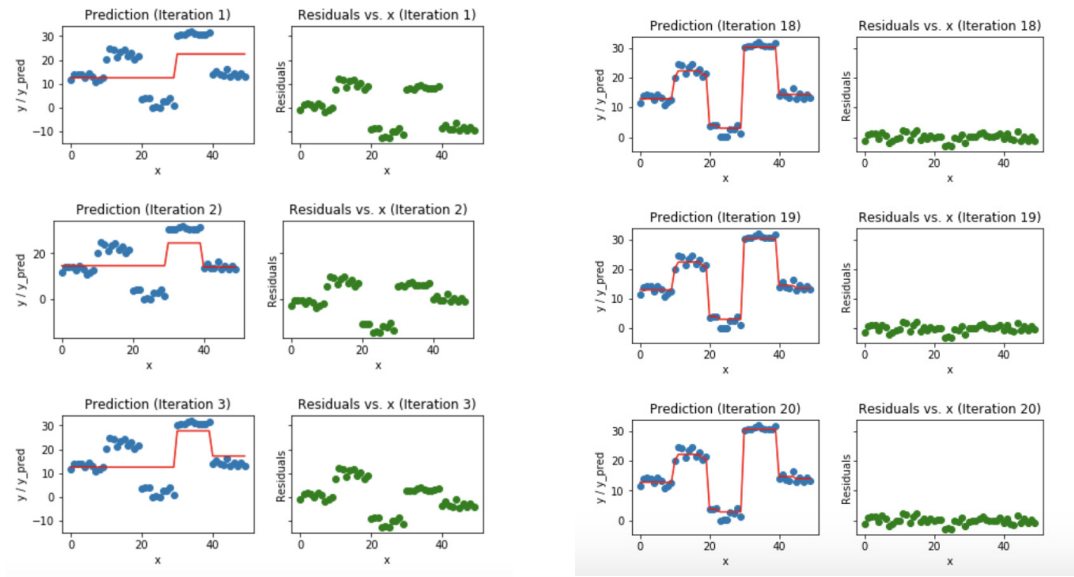 Prediction (Iteration 1)
30
20
10
0
−10
y / y_pred
0
20
40
x
Residuals vs. x (Iteration 1)
Residuals
0
20
40
x
Prediction (Iteration 2)
20
0
y / y_pred
0
20
40
x
Residuals vs. x (Iteration 2)
Residuals
0
20
40
x
Prediction (Iteration 3)
30
20
10
0
−10
y / y_pred
0
20
40
x
Residuals vs. x (Iteration 3)
Residuals
0
20
40
x
Prediction (Iteration 18)
30
20
10
0
y / y_pred
0
20
40
x
Residuals vs. x (Iteration 18)
Residuals
0
20
40
x
Prediction (Iteration 19)
30
20
10
0
y / y_pred
0
20
40
x
Residuals vs. x (Iteration 19)
Residuals
0
20
40
x
Prediction (Iteration 20)
30
20
10
0
y / y_pred
0
20
40
x
Residuals vs. x (Iteration 20)
Residuals
0
20
40
x